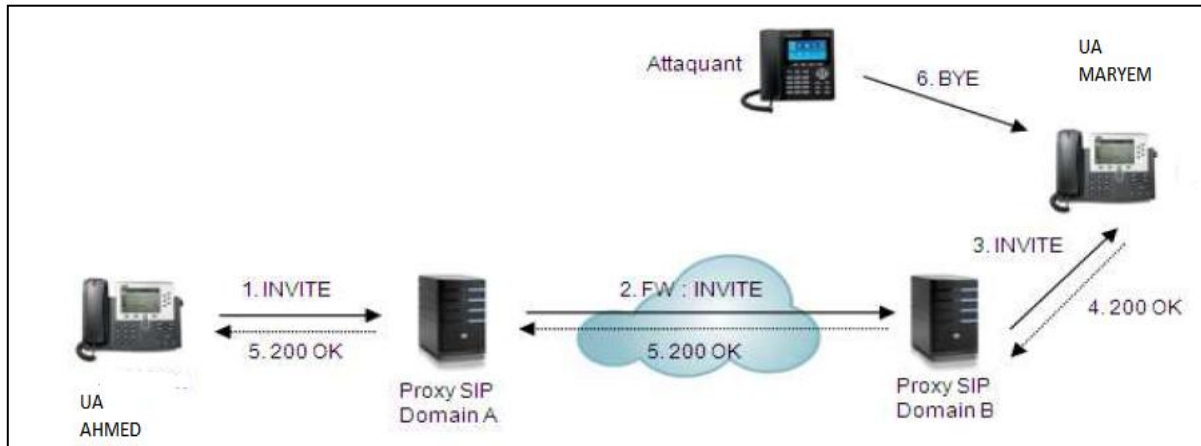 Attaquant
6. BYE
UA
MARYEM
3. INVITE
4. 200 OK
1. INVITE
5. 200 OK
2. FW : INVITE
5. 200 OK
UA
AHMED
Proxy SIP
Domain A
Proxy SIP
Domain B